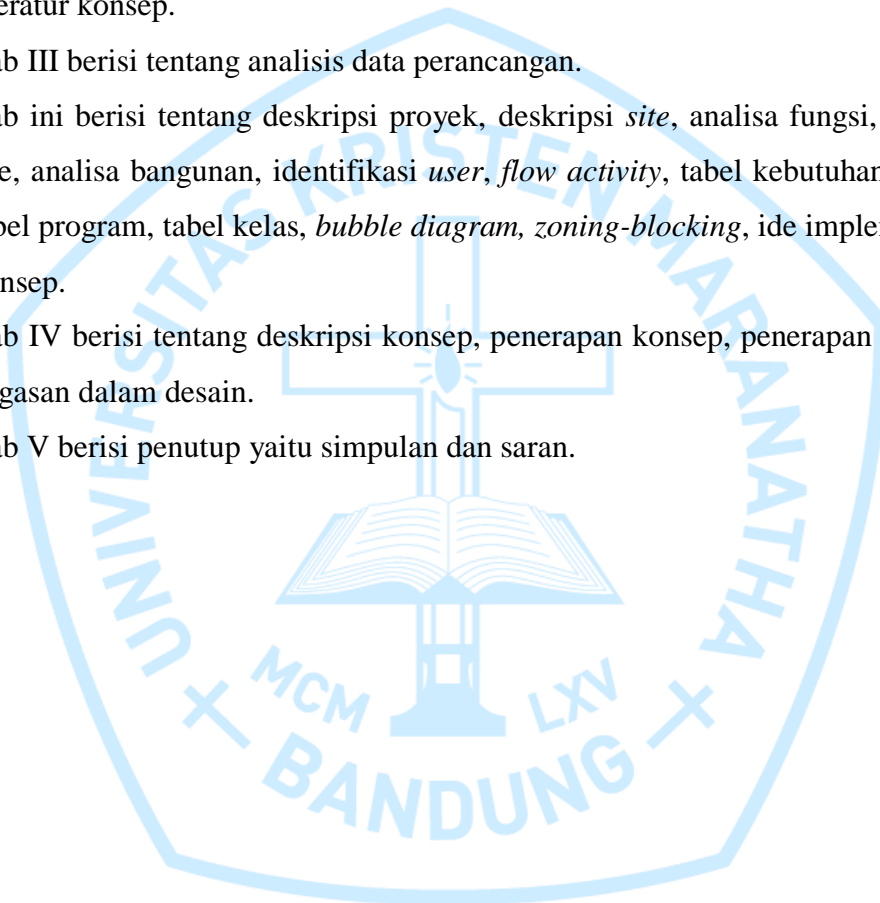 eratur konsep.
ab III berisi tentang analisis data perancangan.
ab ini berisi tentang deskripsi proyek, deskripsi site, analisa fungsi,
e, analisa bangunan, identifikasi user, flow activity, tabel kebutuhan
bel program, tabel kelas, bubble diagram, zoning-blocking, ide imple
nsep.
ab IV berisi tentang deskripsi konsep, penerapan konsep, penerapan
gasan dalam desain.
ab V berisi penutup yaitu simpulan dan saran.
UNIVERSITAS KRISTEN MARANATHA
MCM LXV
BANDUNG